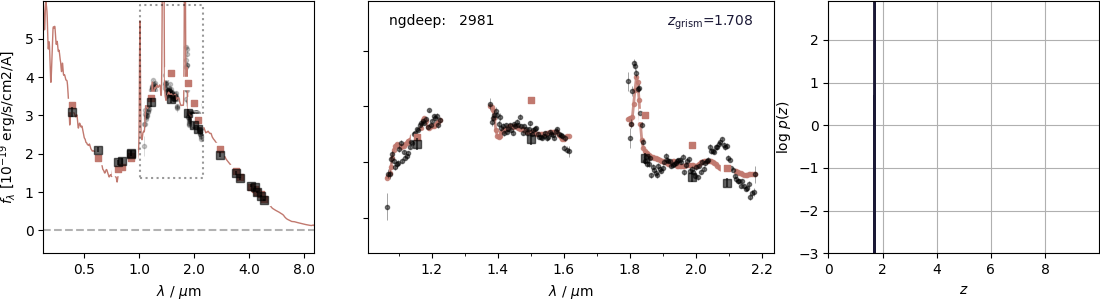 ngdeep: 2981
z_grism=1.708
f_λ [10^−19 erg/s/cm2/A]
5
4
3
2
1
0
0.5 1.0 2.0 4.0 8.0
λ / μm
1.2 1.4 1.6 1.8 2.0 2.2
λ / μm
log p(z)
2
1
0
−1
−2
−3
0 2 4 6 8
z